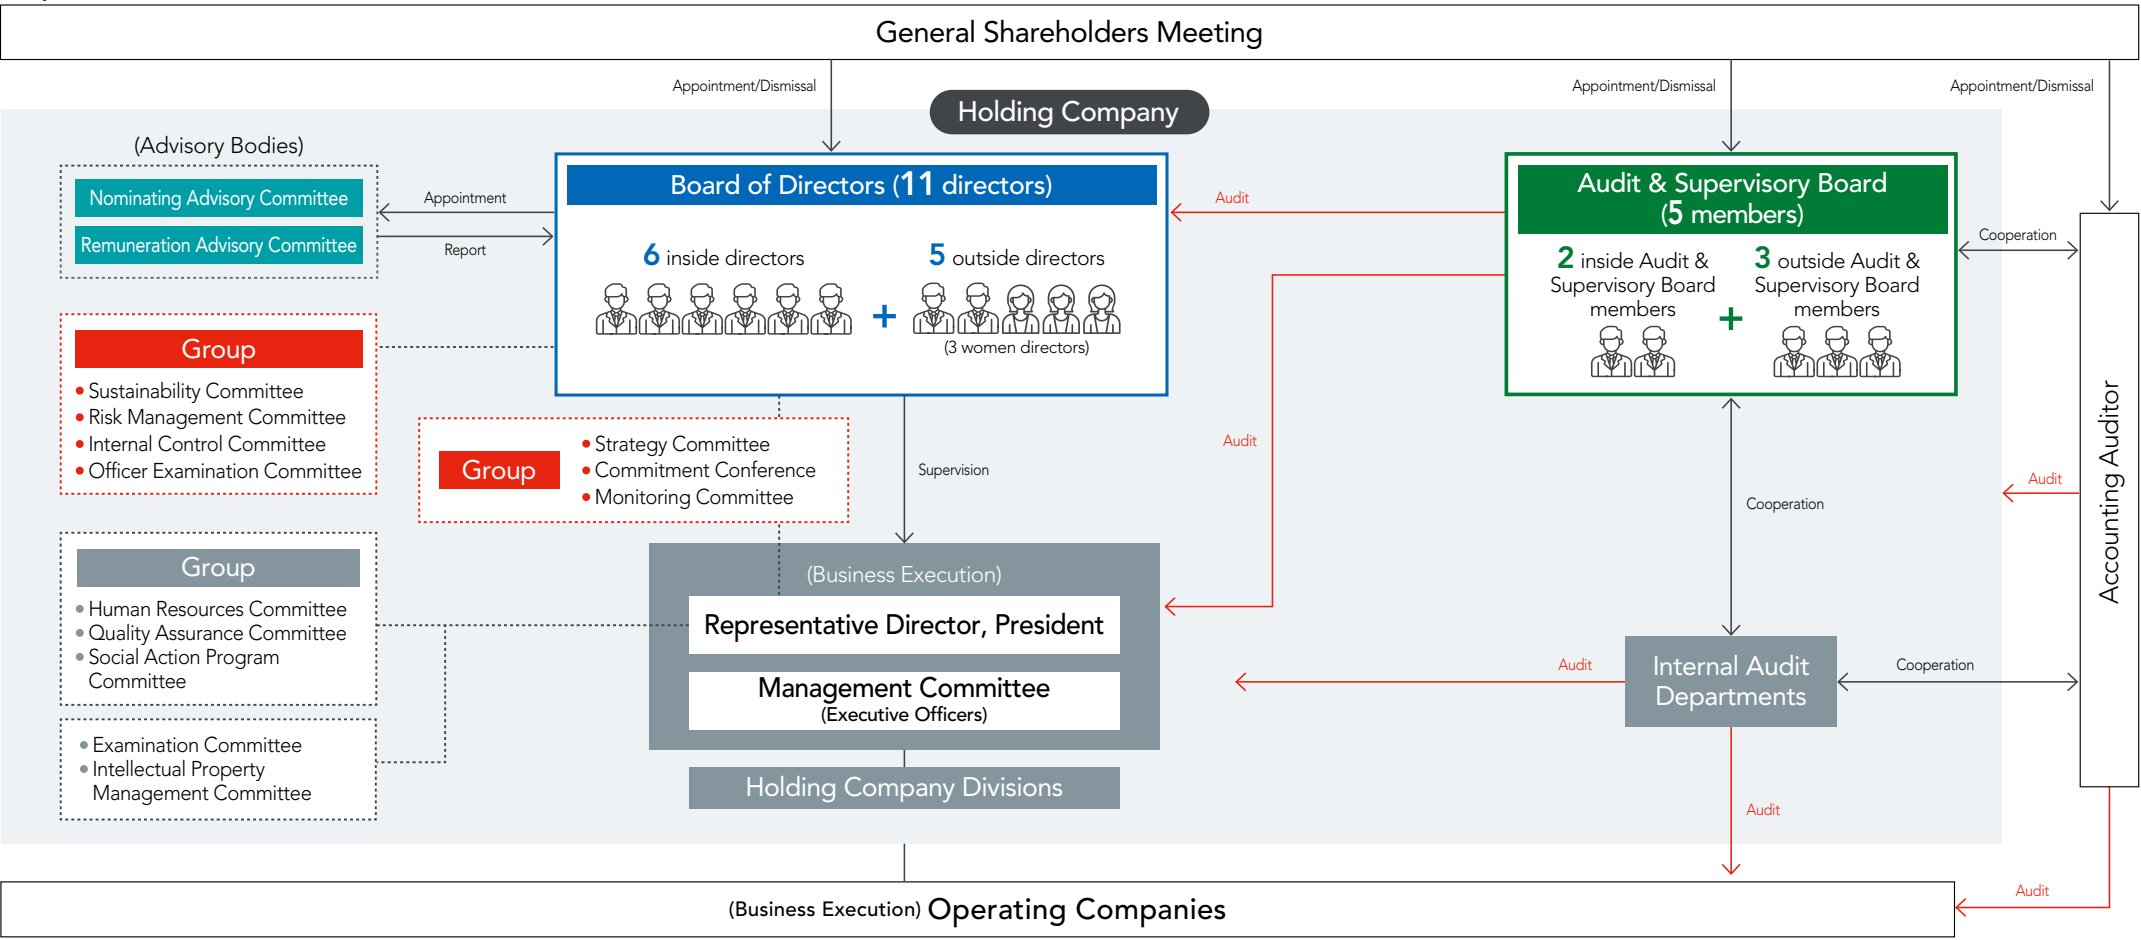 General Shareholders Meeting
Appointment/Dismissal
Appointment/Dismissal
Appointment/Dismissal
Holding Company
(Advisory Bodies)
Nominating Advisory Committee
Remuneration Advisory Committee
Appointment
Report
Board of Directors (11 directors)
6 inside directors
5 outside directors
+
(3 women directors)
Audit
Audit & Supervisory Board
(5 members)
2 inside Audit &
Supervisory Board
members
+
3 outside Audit &
Supervisory Board
members
Cooperation
Accounting Auditor
Group
• Sustainability Committee
• Risk Management Committee
• Internal Control Committee
• Officer Examination Committee
Group
• Strategy Committee
• Commitment Conference
• Monitoring Committee
Supervision
Audit
Cooperation
Audit
Group
• Human Resources Committee
• Quality Assurance Committee
• Social Action Program
Committee
• Examination Committee
• Intellectual Property
Management Committee
(Business Execution)
Representative Director, President
Management Committee
(Executive Officers)
Holding Company Divisions
Audit
Internal Audit
Departments
Cooperation
Audit
Audit
(Business Execution) Operating Companies